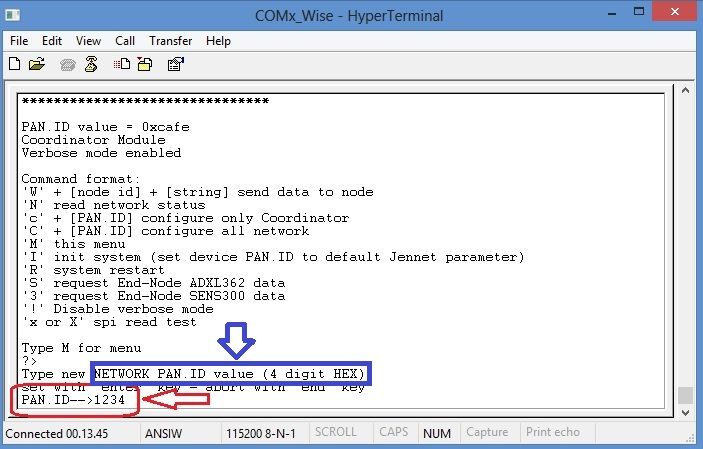 COMx_Wise - HyperTerminal
File Edit View Call Transfer Help
*******************************
PAN.ID value = 0xcafe
Coordinator Module
Verbose mode enabled
Command format:
'W' + [node id] + [string] send data to node
'N' read network status
'c' + [PAN.ID] configure only Coordinator
'C' + [PAN.ID] configure all network
'M' this menu
'I' init system (set device PAN.ID to default Jennet parameter)
'R' system restart
'S' request End-Node ADXL362 data
'3' request End-Node SENS300 data
'!' Disable verbose mode
'x or X' spi read test
Type M for menu
?>
Type new NETWORK PAN.ID value (4 digit HEX)
set with 'enter' key - abort with 'end' key
PAN.ID-->1234
Connected 00.13.45 ANSIW 115200 8-N-1 SCROLL CAPS NUM Capture Print echo